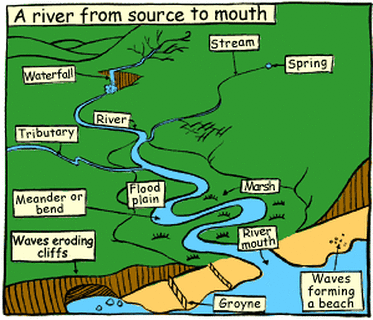 A river from source to mouth
Stream
Spring
Waterfall
River
Tributary
Flood
plain
Marsh
Meander or
bend
River
mouth
Waves eroding
cliffs
Waves
forming
a beach
Groyne